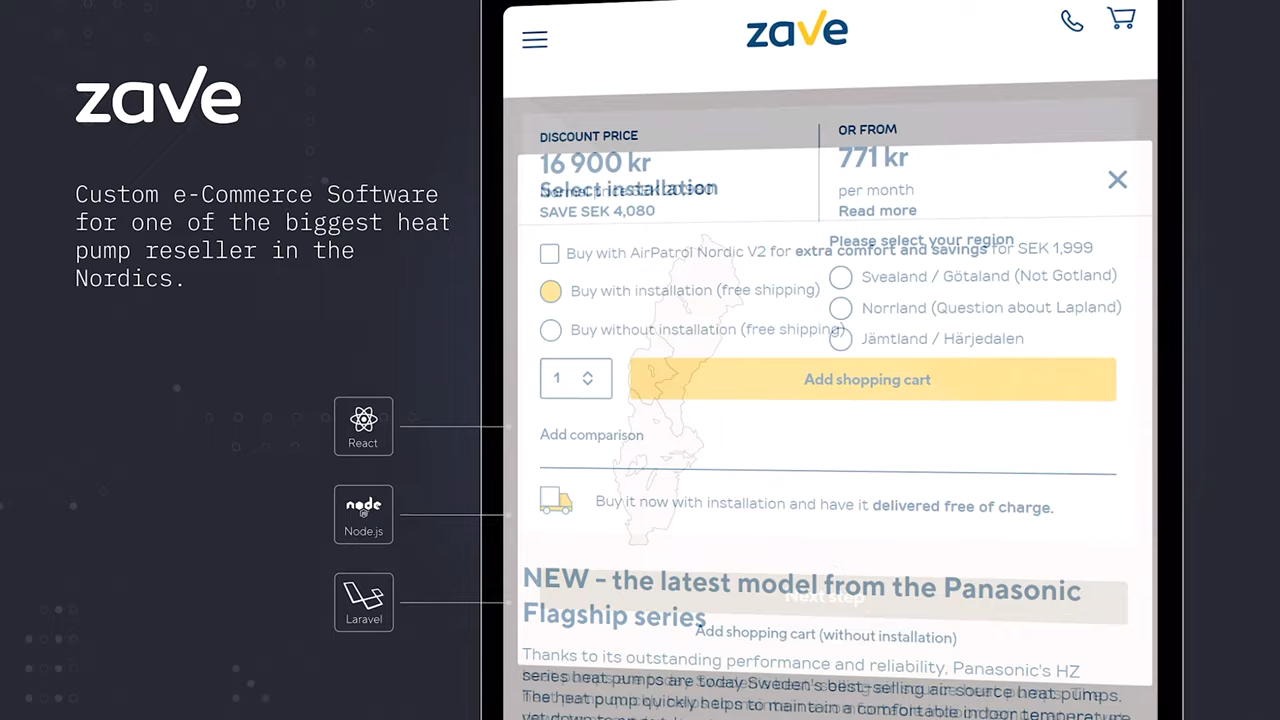 zave
Custom e-Commerce Software
for one of the biggest heat
pump reseller in the
Nordics.
React
node
Node.js
Laravel
zave
DISCOUNT PRICE
16 900 kr
Select installation
SAVE SEK 4,080
OR FROM
771 kr
per month
Read more
Please select your region
Buy with AirPatrol Nordic V2 for extra comfort and savings for SEK 1,999
Svealand / Götaland (Not Gotland)
Buy with installation (free shipping)
Norrland (Question about Lapland)
Buy without installation (free shipping)
Jämtland / Härjedalen
1
Add shopping cart
Add comparison
Buy it now with installation and have it delivered free of charge.
NEW - the latest model from the Panasonic
Flagship series
Next step
Add shopping cart (without installation)
Thanks to its outstanding performance and reliability, Panasonic's HZ
series heat pumps are today Sweden's best-selling air source heat pumps.
The heat pump quickly helps to maintain a comfortable indoor temperature